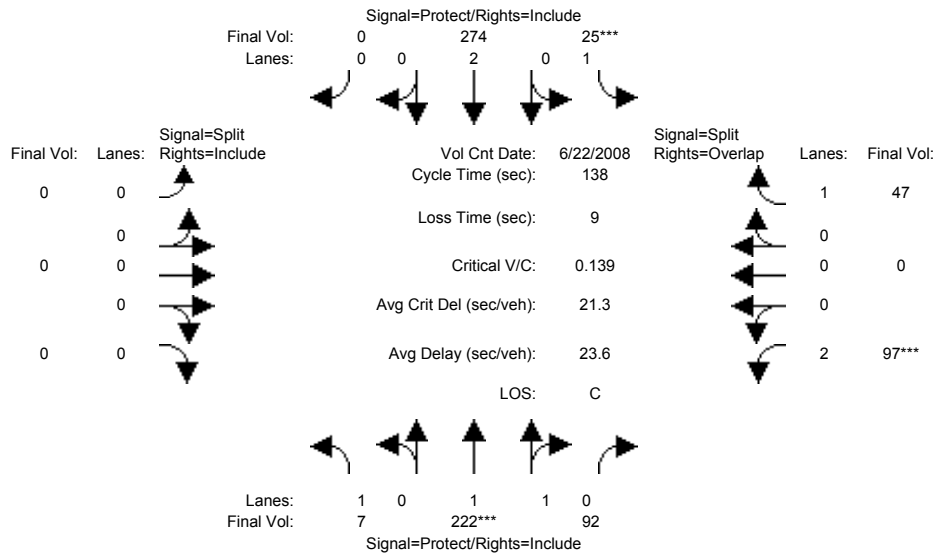 Signal=Protect/Rights=Include
Final Vol: 0 274 25***
Lanes: 0 0 2 0 1
Signal=Split Signal=Split
Final Vol: Lanes: Rights=Include Vol Cnt Date: 6/22/2008 Rights=Overlap Lanes: Final Vol:
Cycle Time (sec): 138
0 0 1 47
Loss Time (sec): 9
0 0
0 0 Critical V/C: 0.139 0 0
0 Avg Crit Del (sec/veh): 21.3 0
0 0 Avg Delay (sec/veh): 23.6 2 97***
LOS: C
Lanes: 1 0 1 1 0
Final Vol: 7 222*** 92
Signal=Protect/Rights=Include